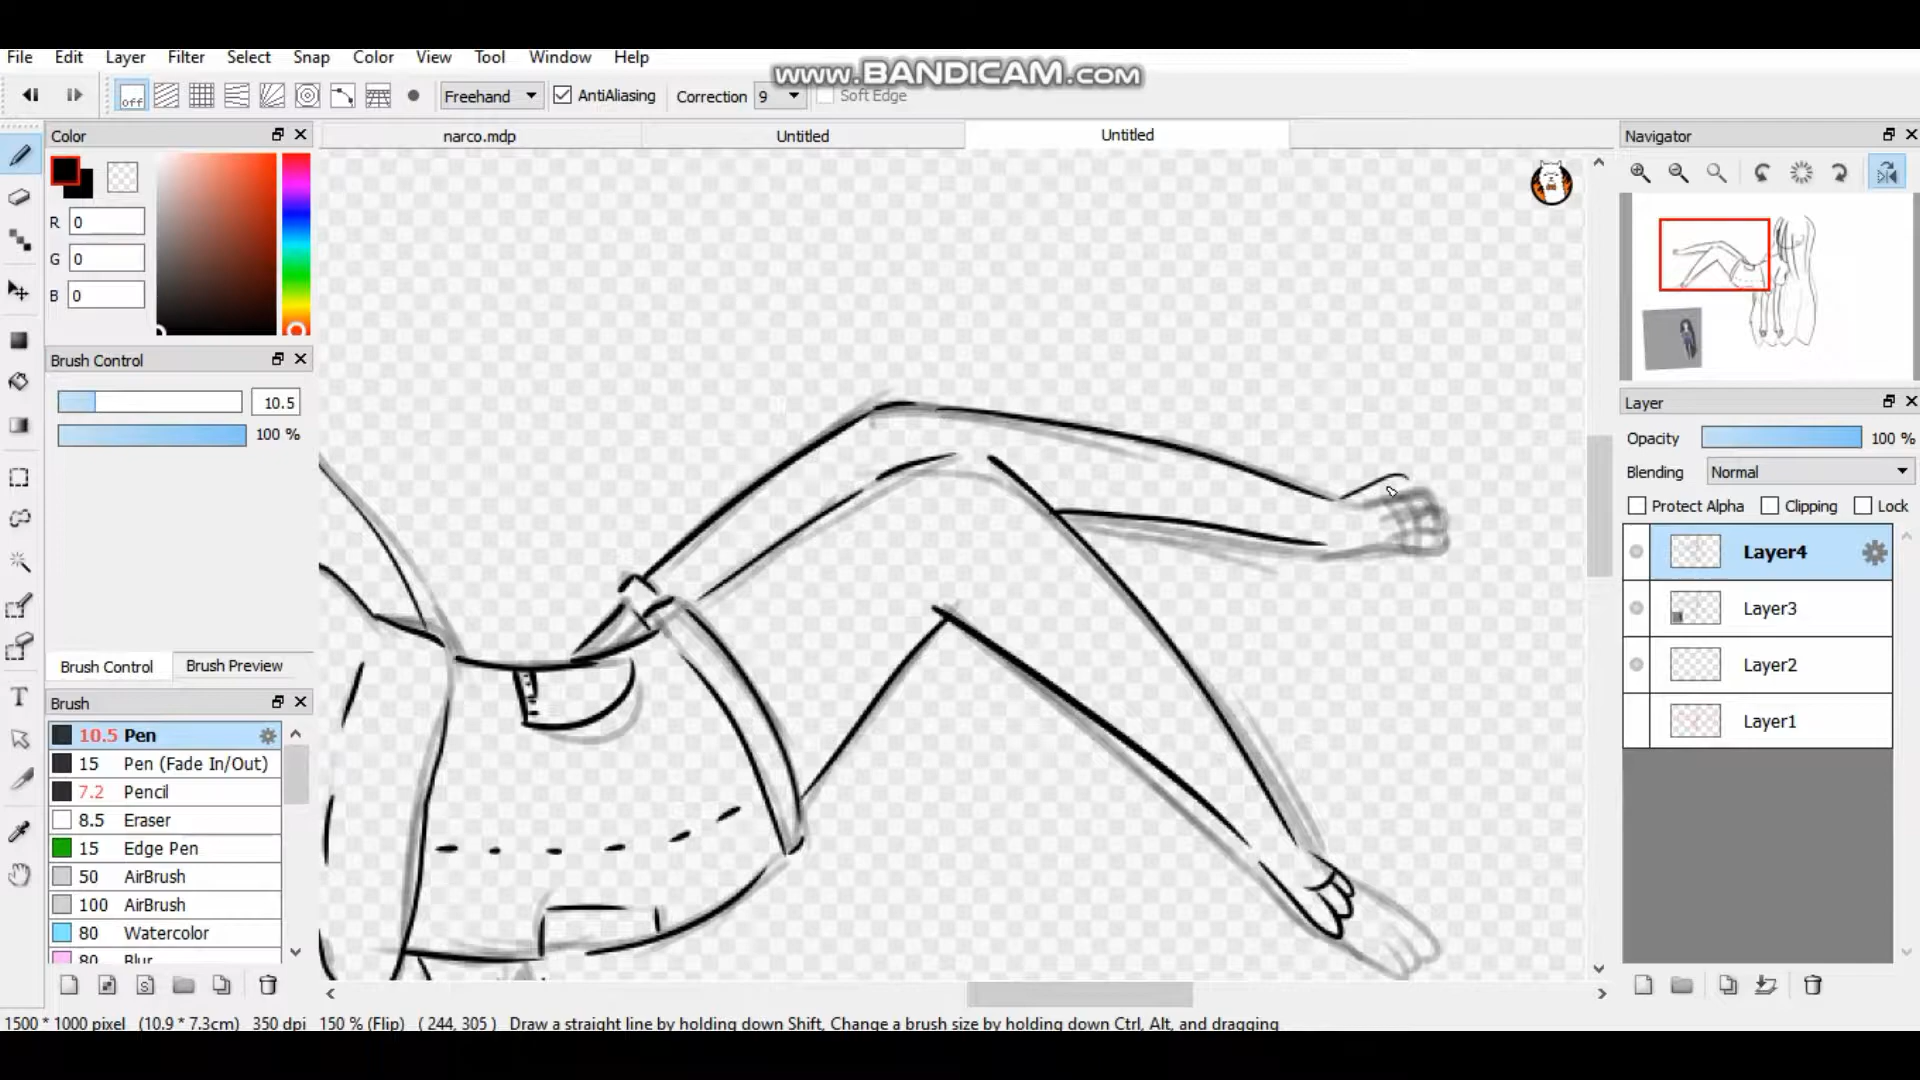 File Edit Layer Filter Select Snap Color View Tool Window Help
www.BANDICAM.com
off Freehand AntiAliasing Correction 9 Soft Edge
Color
narco.mdp Untitled Untitled
Navigator
R 0
G 0
B 0
Brush Control
10.5
100 %
Brush Control Brush Preview
Brush
10.5 Pen
15 Pen (Fade In/Out)
7.2 Pencil
8.5 Eraser
15 Edge Pen
50 AirBrush
100 AirBrush
80 Watercolor
80 Blur
Layer
Opacity 100 %
Blending Normal
Protect Alpha Clipping Lock
Layer4
Layer3
Layer2
Layer1
1500 * 1000 pixel (10.9 * 7.3cm) 350 dpi 150 % (Flip) ( 244, 305 ) Draw a straight line by holding down Shift, Change a brush size by holding down Ctrl, Alt, and dragging